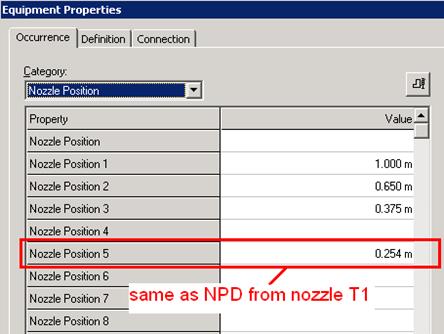 Equipment Properties
Occurrence Definition Connection
Category:
Nozzle Position
Property Value
Nozzle Position
Nozzle Position 1 1.000 m
Nozzle Position 2 0.650 m
Nozzle Position 3 0.375 m
Nozzle Position 4
Nozzle Position 5 0.254 m
Nozzle Position 6
Nozzle Position 7
same as NPD from nozzle T1
Nozzle Position 8